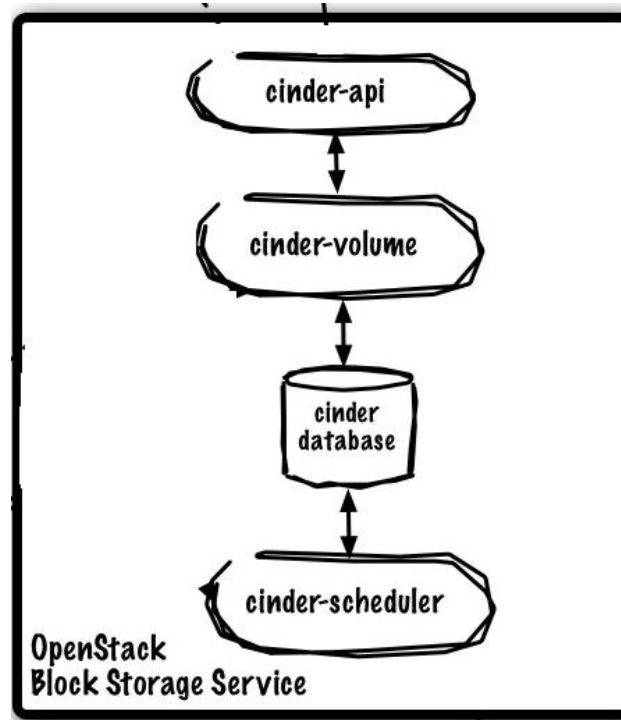 cinder-api
cinder-volume
cinder
database
cinder-scheduler
OpenStack
Block Storage Service